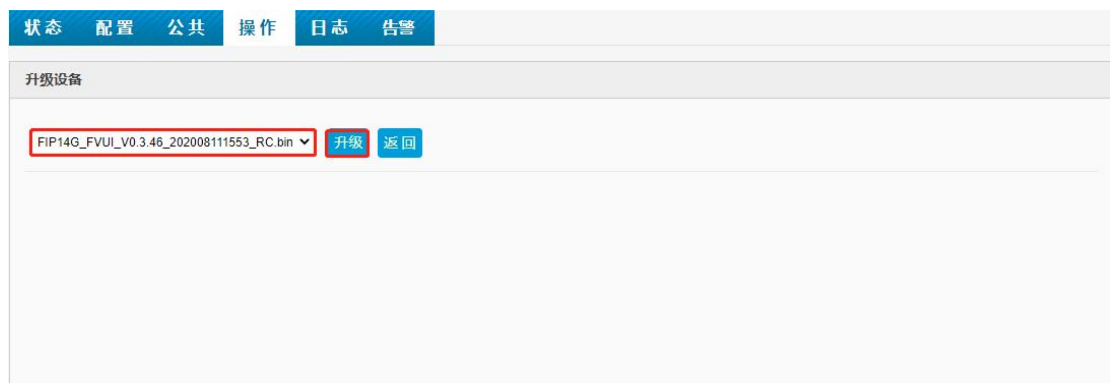 状态 配置 公共 操作 日志 告警
升级设备
FIP14G_FVUI_V0.3.46_202008111553_RC.bin 升级 返回